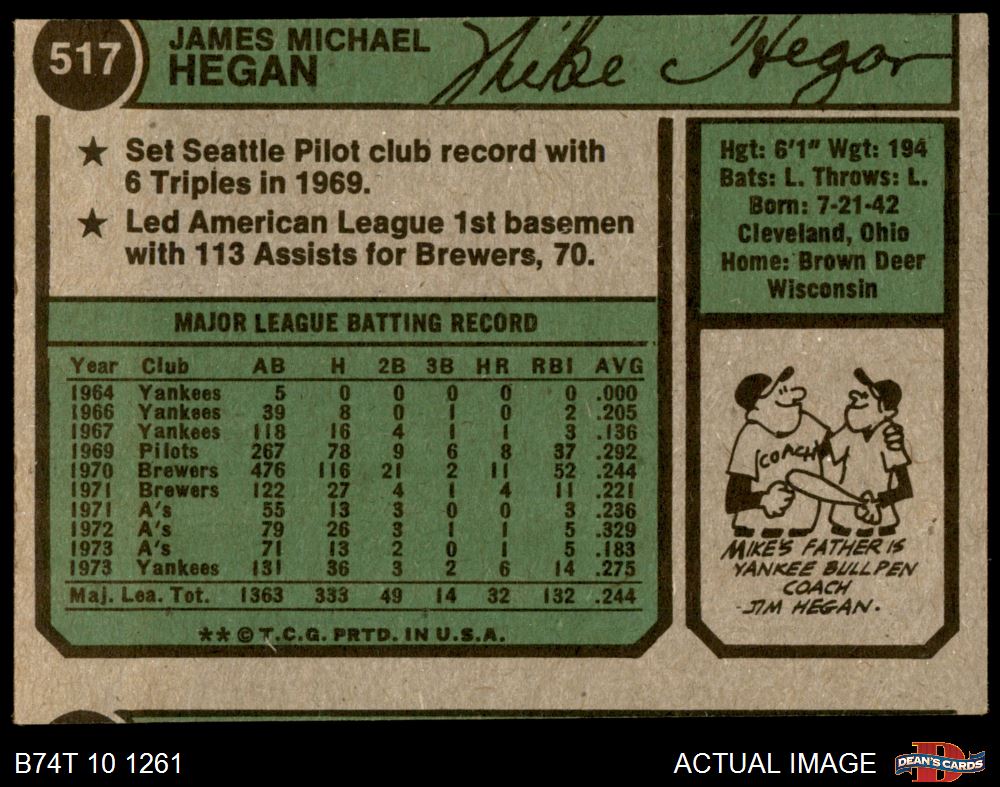 517
JAMES MICHAEL
HEGAN
Mike Hegan
★ Set Seattle Pilot club record with
6 Triples in 1969.
★ Led American League 1st basemen
with 113 Assists for Brewers, 70.
Hgt: 6'1" Wgt: 194
Bats: L. Throws: L.
Born: 7-21-42
Cleveland, Ohio
Home: Brown Deer
Wisconsin
MAJOR LEAGUE BATTING RECORD
Year Club AB H 2B 3B HR RBI AVG
1964 Yankees 5 0 0 0 0 0 .000
1966 Yankees 39 8 0 1 0 2 .205
1967 Yankees 118 16 4 1 1 3 .136
1969 Pilots 267 78 9 6 8 37 .292
1970 Brewers 476 116 21 2 11 52 .244
1971 Brewers 122 27 4 1 4 11 .221
1971 A's 55 13 3 0 0 3 .236
1972 A's 79 26 3 1 1 5 .329
1973 A's 71 13 2 0 1 5 .183
1973 Yankees 131 36 3 2 6 14 .275
Maj. Lea. Tot. 1363 333 49 14 32 132 .244
** © T.C.G. PRTD. IN U.S.A.
COACH
MIKE'S FATHER IS
YANKEE BULLPEN
COACH
JIM HEGAN.
B74T 10 1261
ACTUAL IMAGE
DEAN'S CARDS